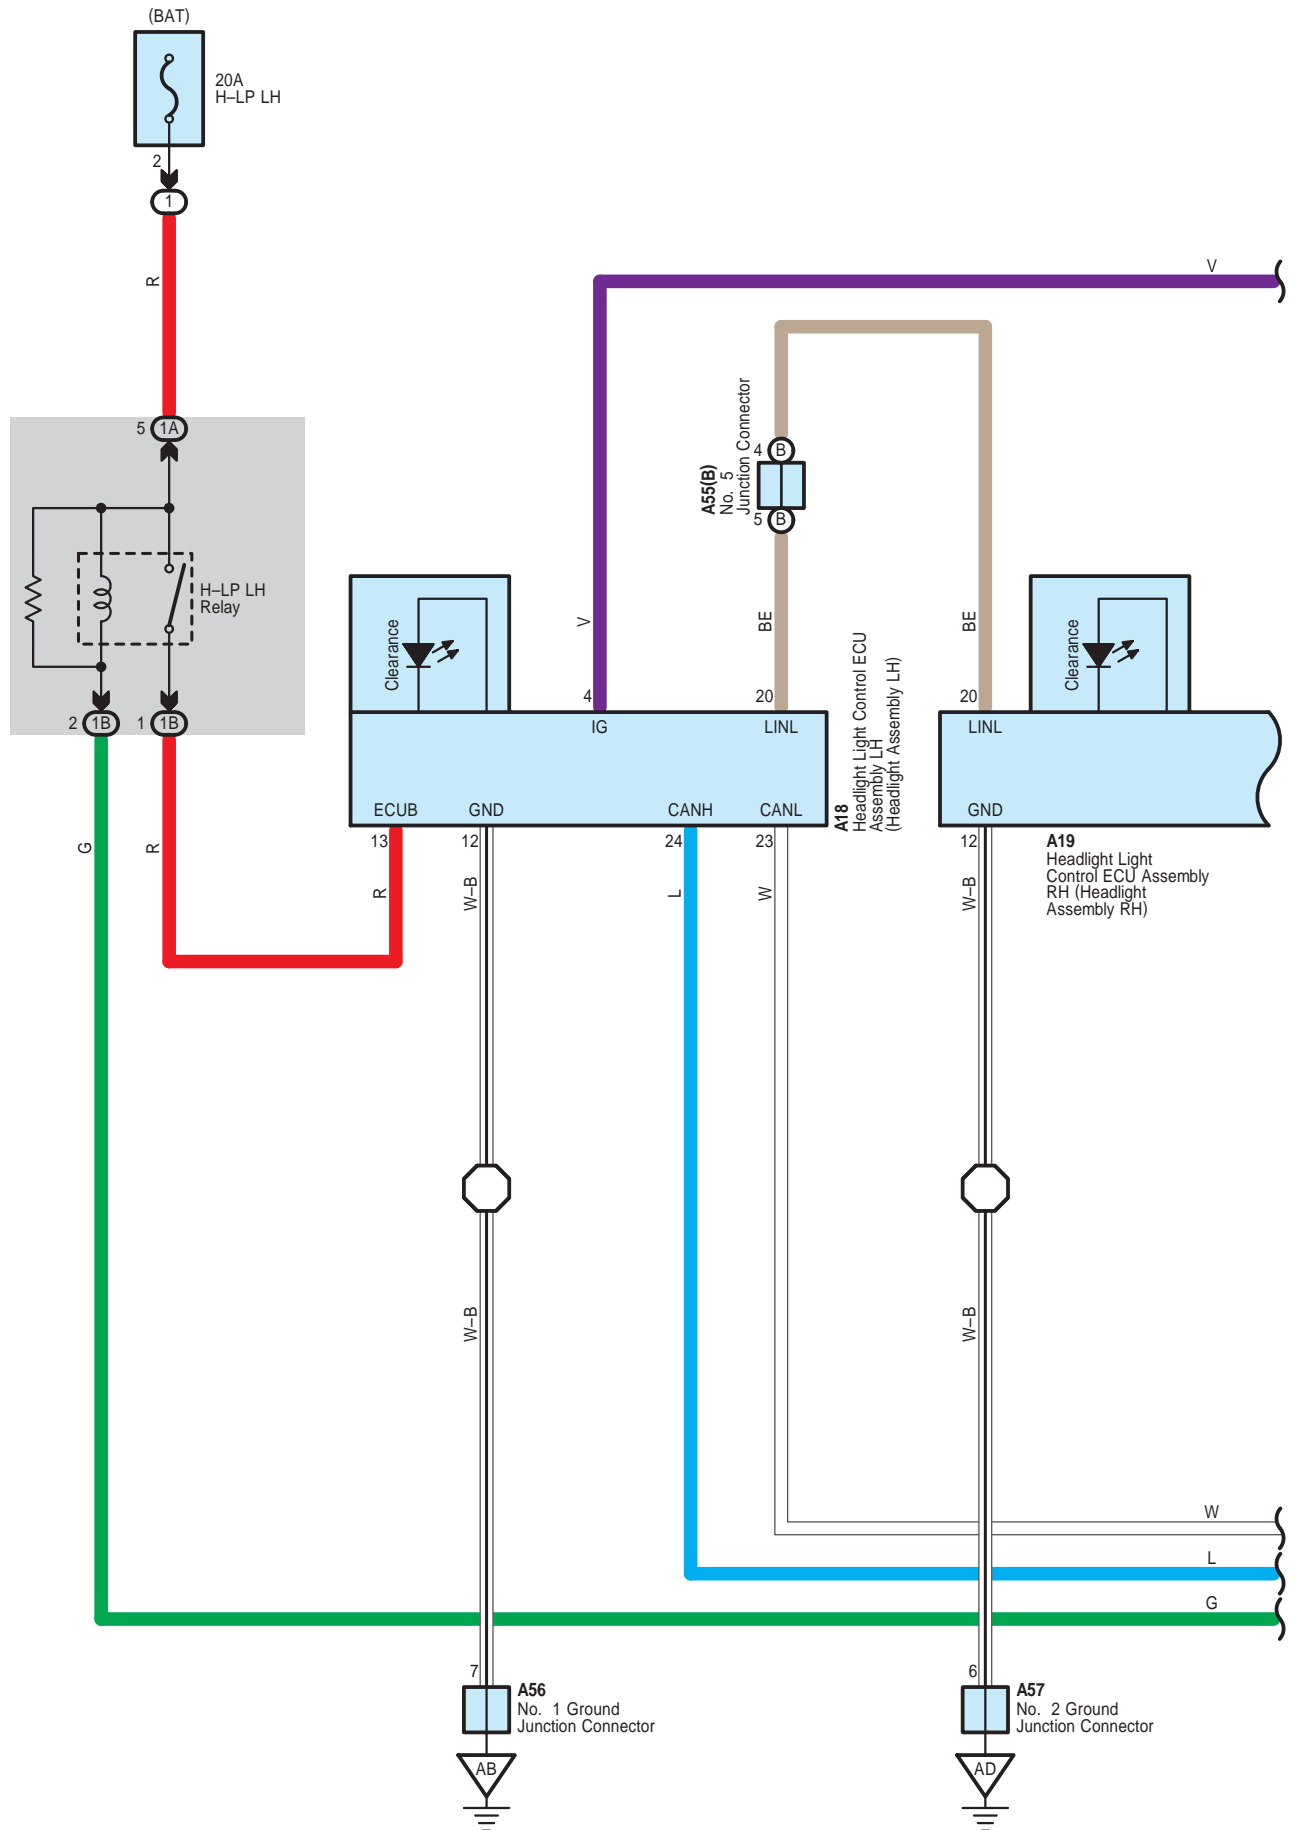 (BAT)
20A
H–LP LH
2
1
R
V
5
1A
H–LP LH
Relay
2
1B
1
1B
4
B
A55(B)
No. 5
Junction Connector
5
B
Clearance
V
BE
BE
Clearance
4
20
20
IG
LINL
LINL
A18
Headlight Light Control ECU
Assembly LH
(Headlight Assembly LH)
ECUB
GND
CANH
CANL
GND
13
12
24
23
12
A19
Headlight Light
Control ECU Assembly
RH (Headlight
Assembly RH)
G
R
R
W–B
L
W
W–B
W–B
W–B
W
L
G
7
A56
No. 1 Ground
Junction Connector
6
A57
No. 2 Ground
Junction Connector
AB
AD